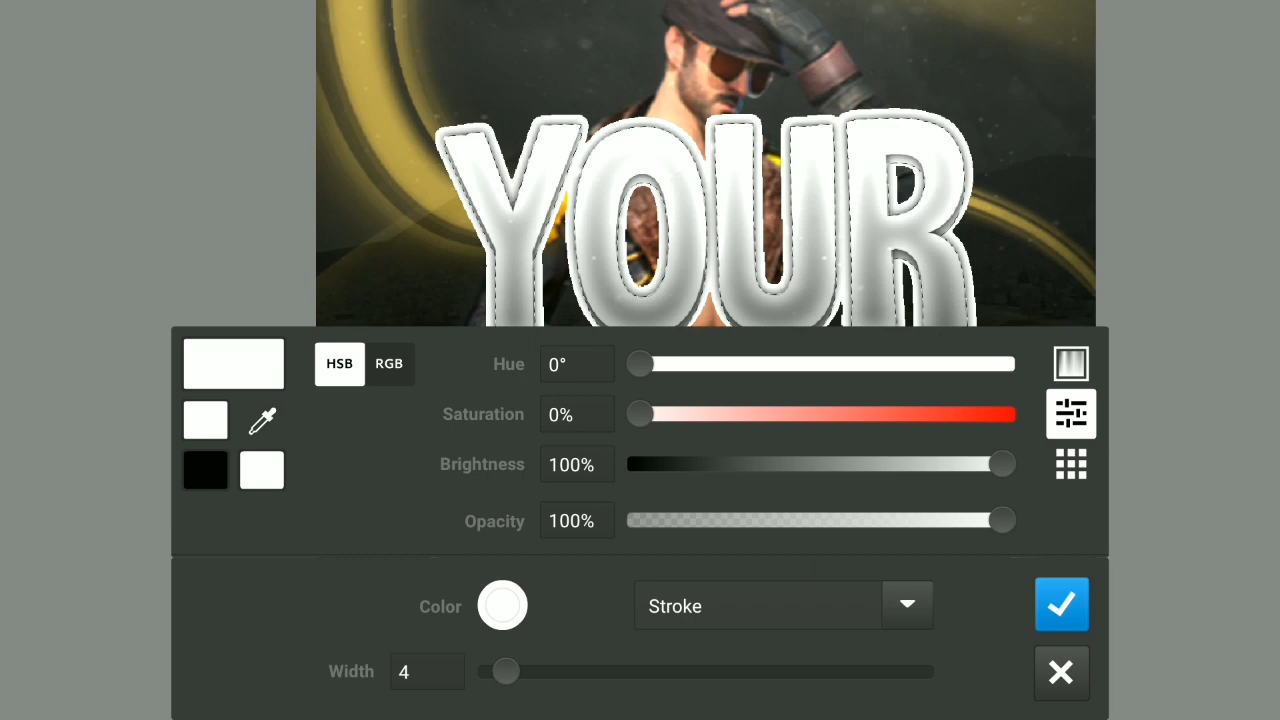 YOUR
HSB RGB Hue 0°
Saturation 0%
Brightness 100%
Opacity 100%
Color Stroke
Width 4